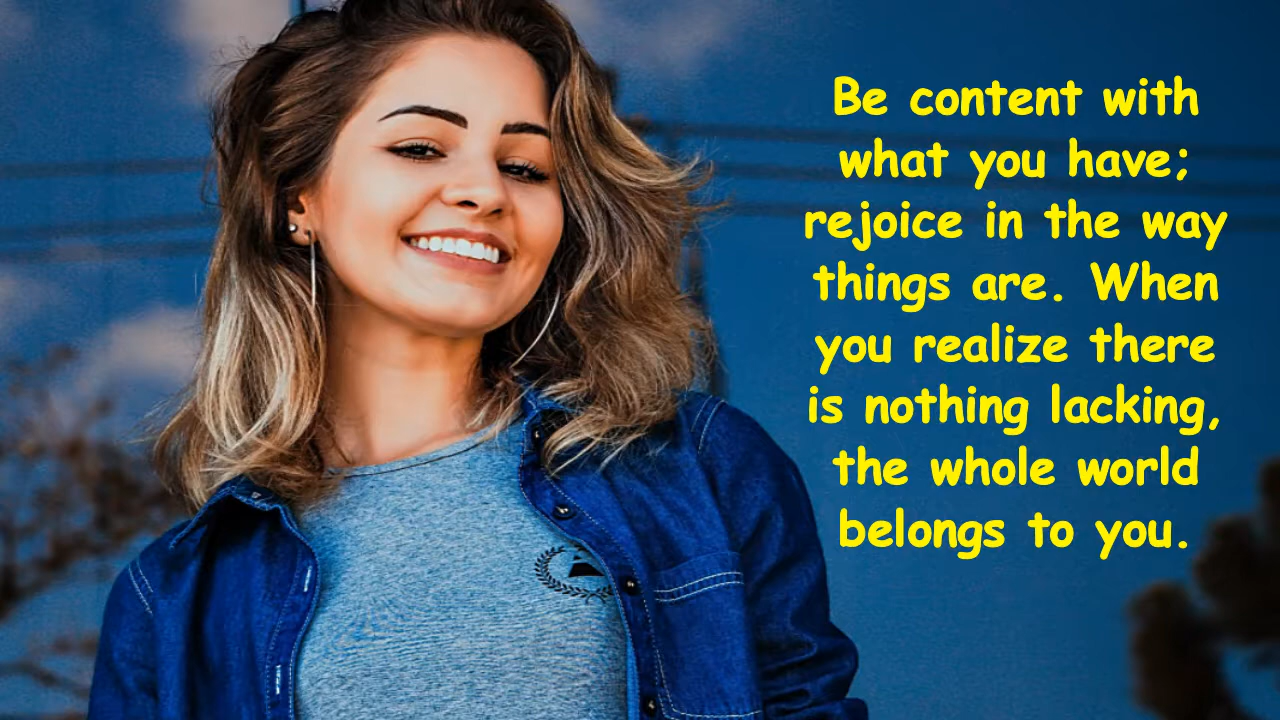 Be content with
what you have;
rejoice in the way
things are. When
you realize there
is nothing lacking,
the whole world
belongs to you.